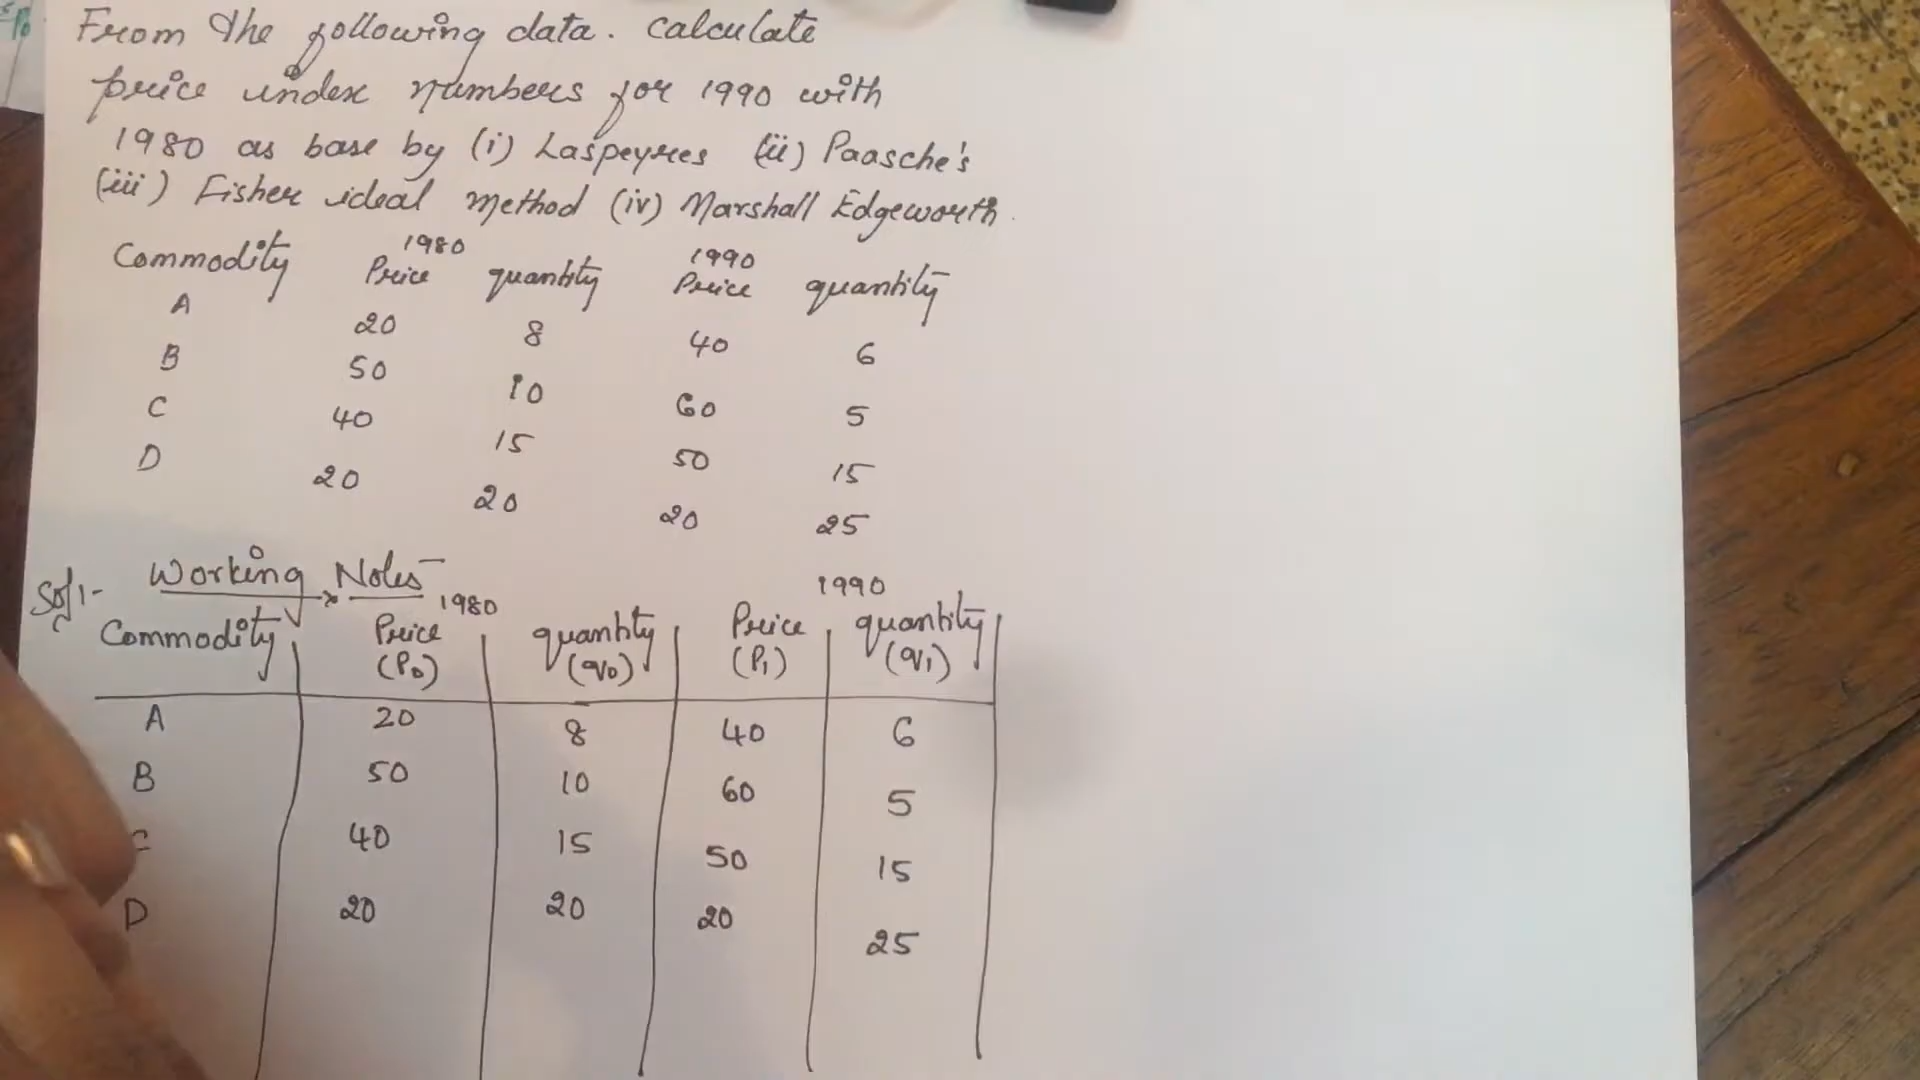 From the following data. Calculate
price index numbers for 1990 with
1980 as base by (i) Laspeyres (ii) Paasche's
(iii) Fisher ideal method (iv) Marshall Edgeworth.
1980 1990
Commodity Price quantity Price quantity
A 20 8 40 6
B 50 10 60 5
C 40 15 50 15
D 20 20 20 25
Sol:- Working Notes
1980 1990
Commodity Price (P0) quantity (q0) Price (P1) quantity (q1)
A 20 8 40 6
B 50 10 60 5
C 40 15 50 15
D 20 20 20 25